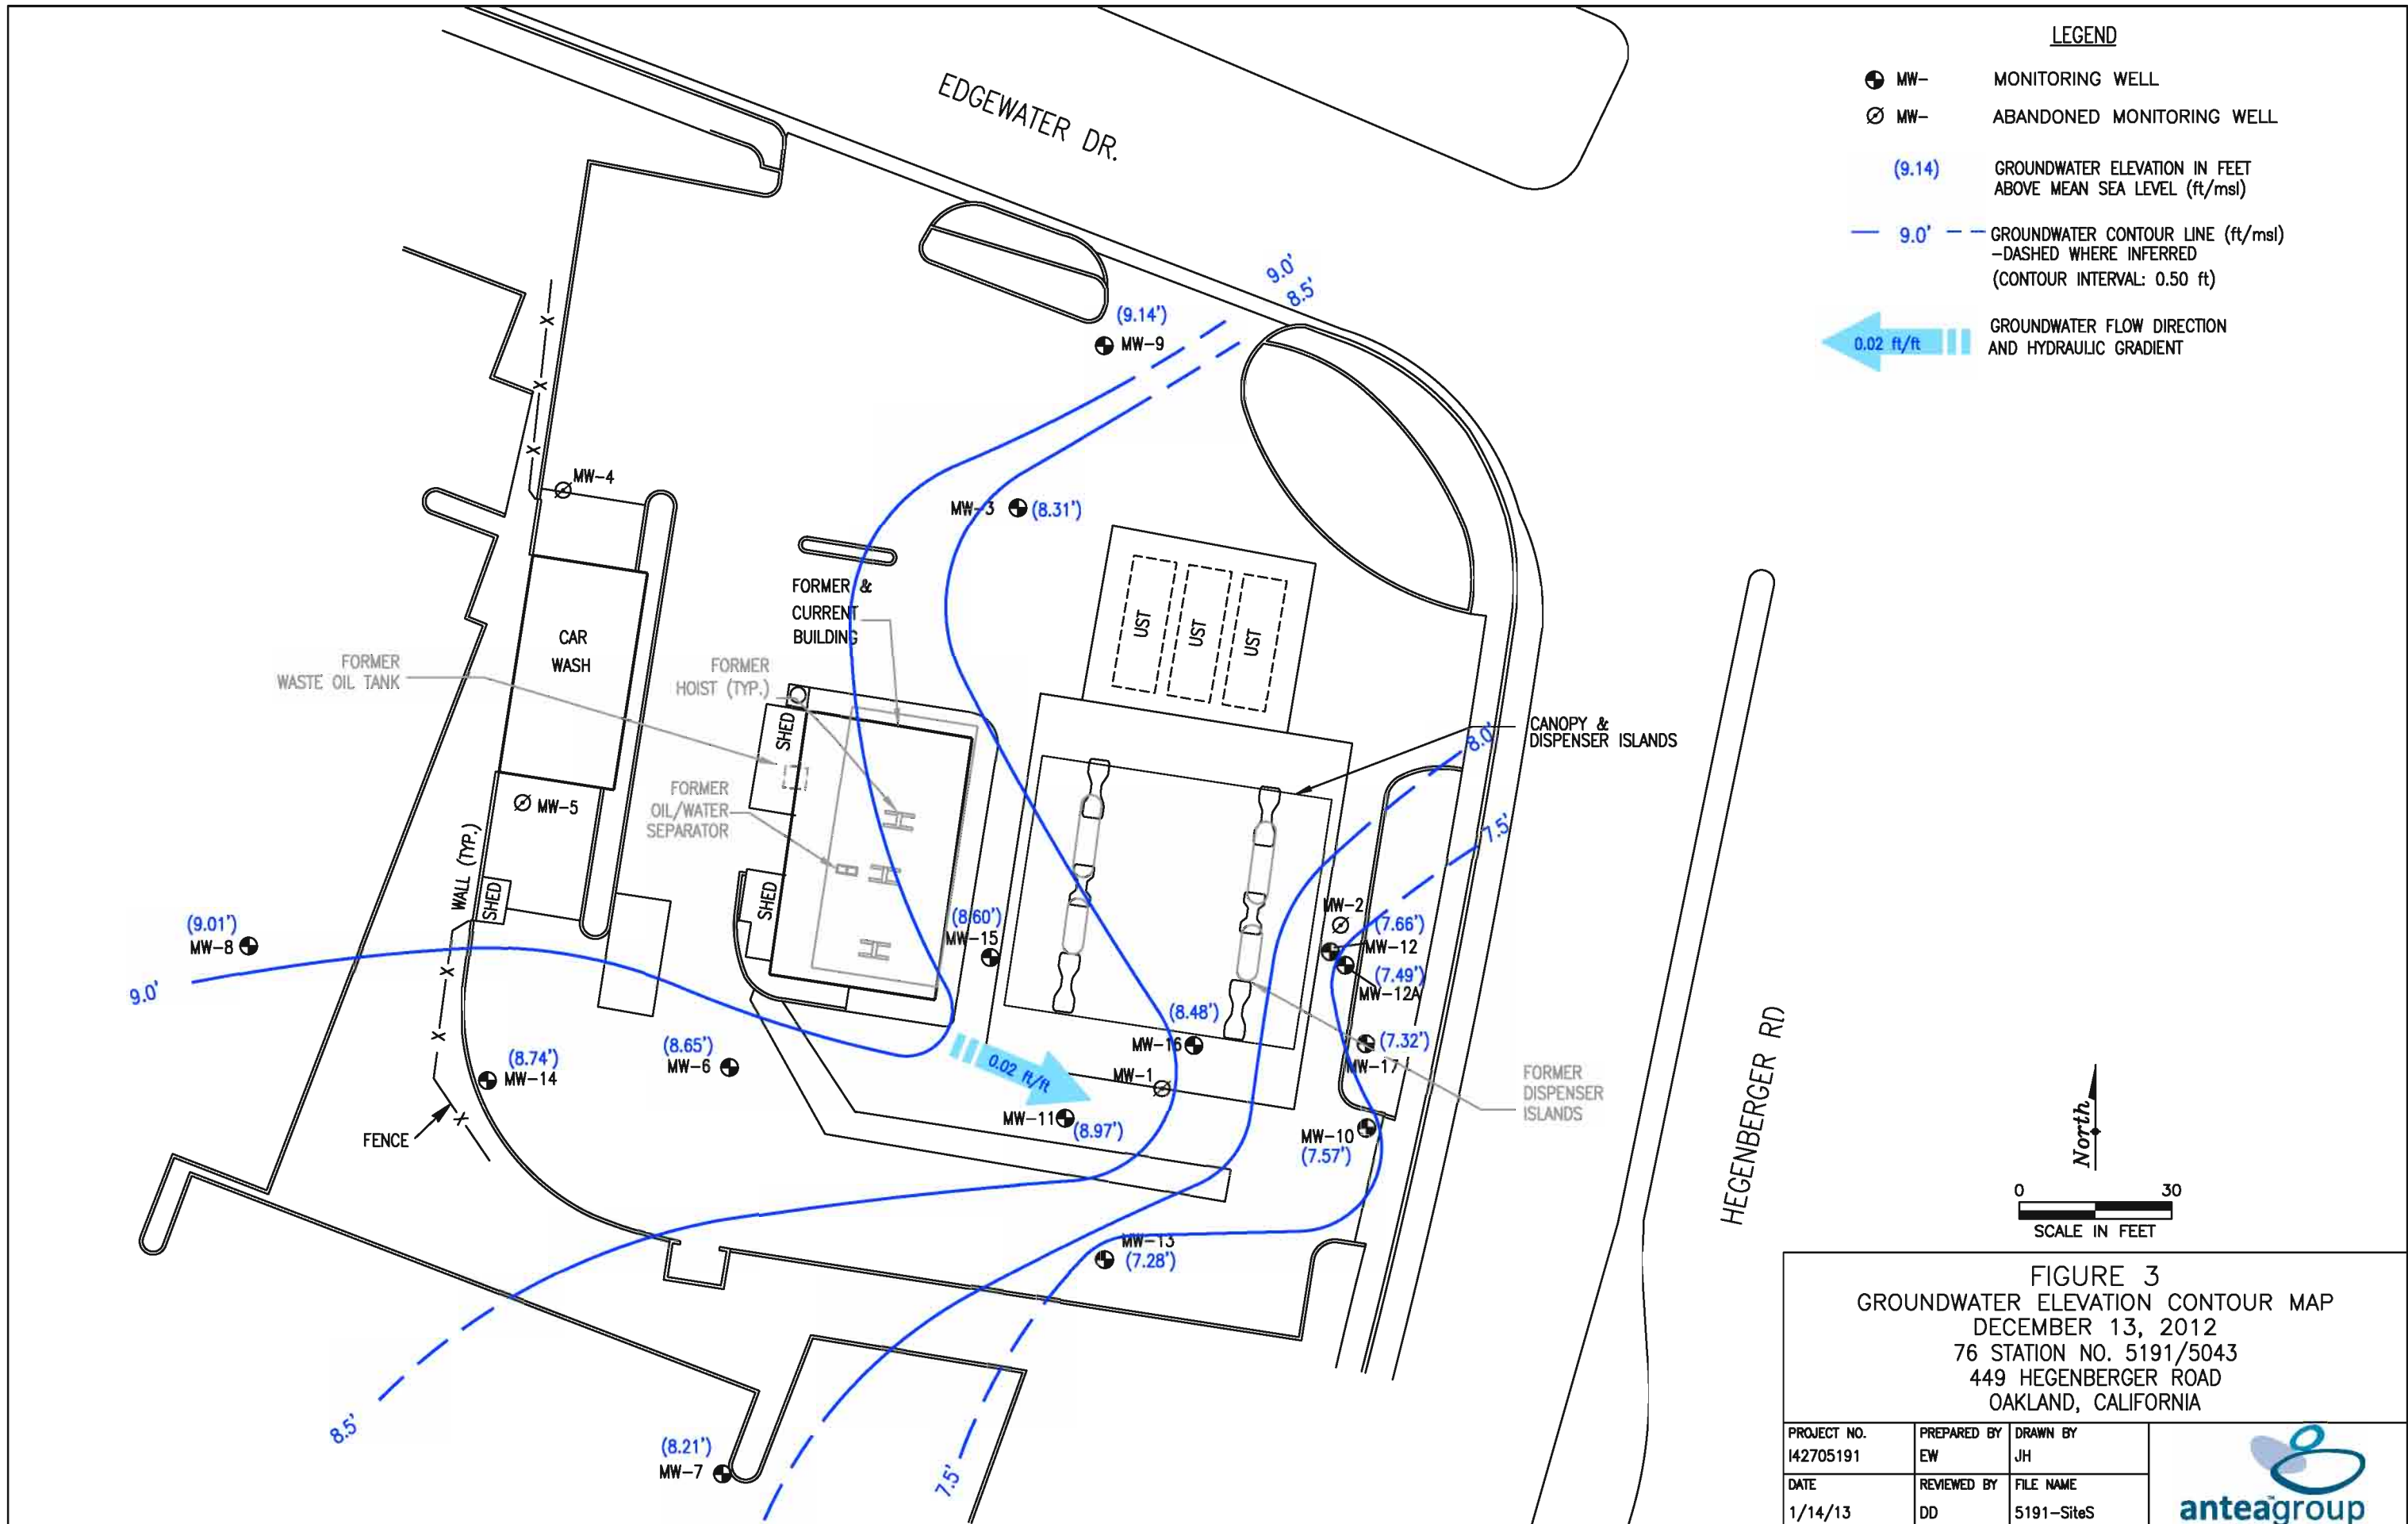 EDGEWATER DR.
LEGEND
MW- MONITORING WELL
MW- ABANDONED MONITORING WELL
(9.14) GROUNDWATER ELEVATION IN FEET
ABOVE MEAN SEA LEVEL (ft/msl)
9.0' GROUNDWATER CONTOUR LINE (ft/msl)
-DASHED WHERE INFERRED
(CONTOUR INTERVAL: 0.50 ft)
0.02 ft/ft GROUNDWATER FLOW DIRECTION
AND HYDRAULIC GRADIENT
9.0'
8.5'
(9.14')
MW-9
MW-4
MW-3 (8.31')
FORMER &
CURRENT
BUILDING
UST
UST
UST
CAR
WASH
FORMER
WASTE OIL TANK
FORMER
HOIST (TYP.)
SHED
CANOPY &
DISPENSER ISLANDS
8.0'
7.5'
FORMER
OIL/WATER
SEPARATOR
MW-5
WALL (TYP.)
SHED
SHED
(9.01')
MW-8
9.0'
(8.60')
MW-15
MW-2
(7.66')
MW-12
(7.49')
MW-12A
(8.48')
MW-16
(7.32')
MW-17
MW-1
(8.74')
MW-14
(8.65')
MW-6
0.02 ft/ft
MW-11
(8.97')
MW-10
(7.57')
FORMER
DISPENSER
ISLANDS
HEGENBERGER RD
FENCE
MW-13
(7.28')
8.5'
(8.21')
MW-7
7.5'
North
0 30
SCALE IN FEET
FIGURE 3
GROUNDWATER ELEVATION CONTOUR MAP
DECEMBER 13, 2012
76 STATION NO. 5191/5043
449 HEGENBERGER ROAD
OAKLAND, CALIFORNIA
PROJECT NO. PREPARED BY DRAWN BY
I42705191 EW JH
DATE REVIEWED BY FILE NAME
1/14/13 DD 5191-SiteS
anteagroup